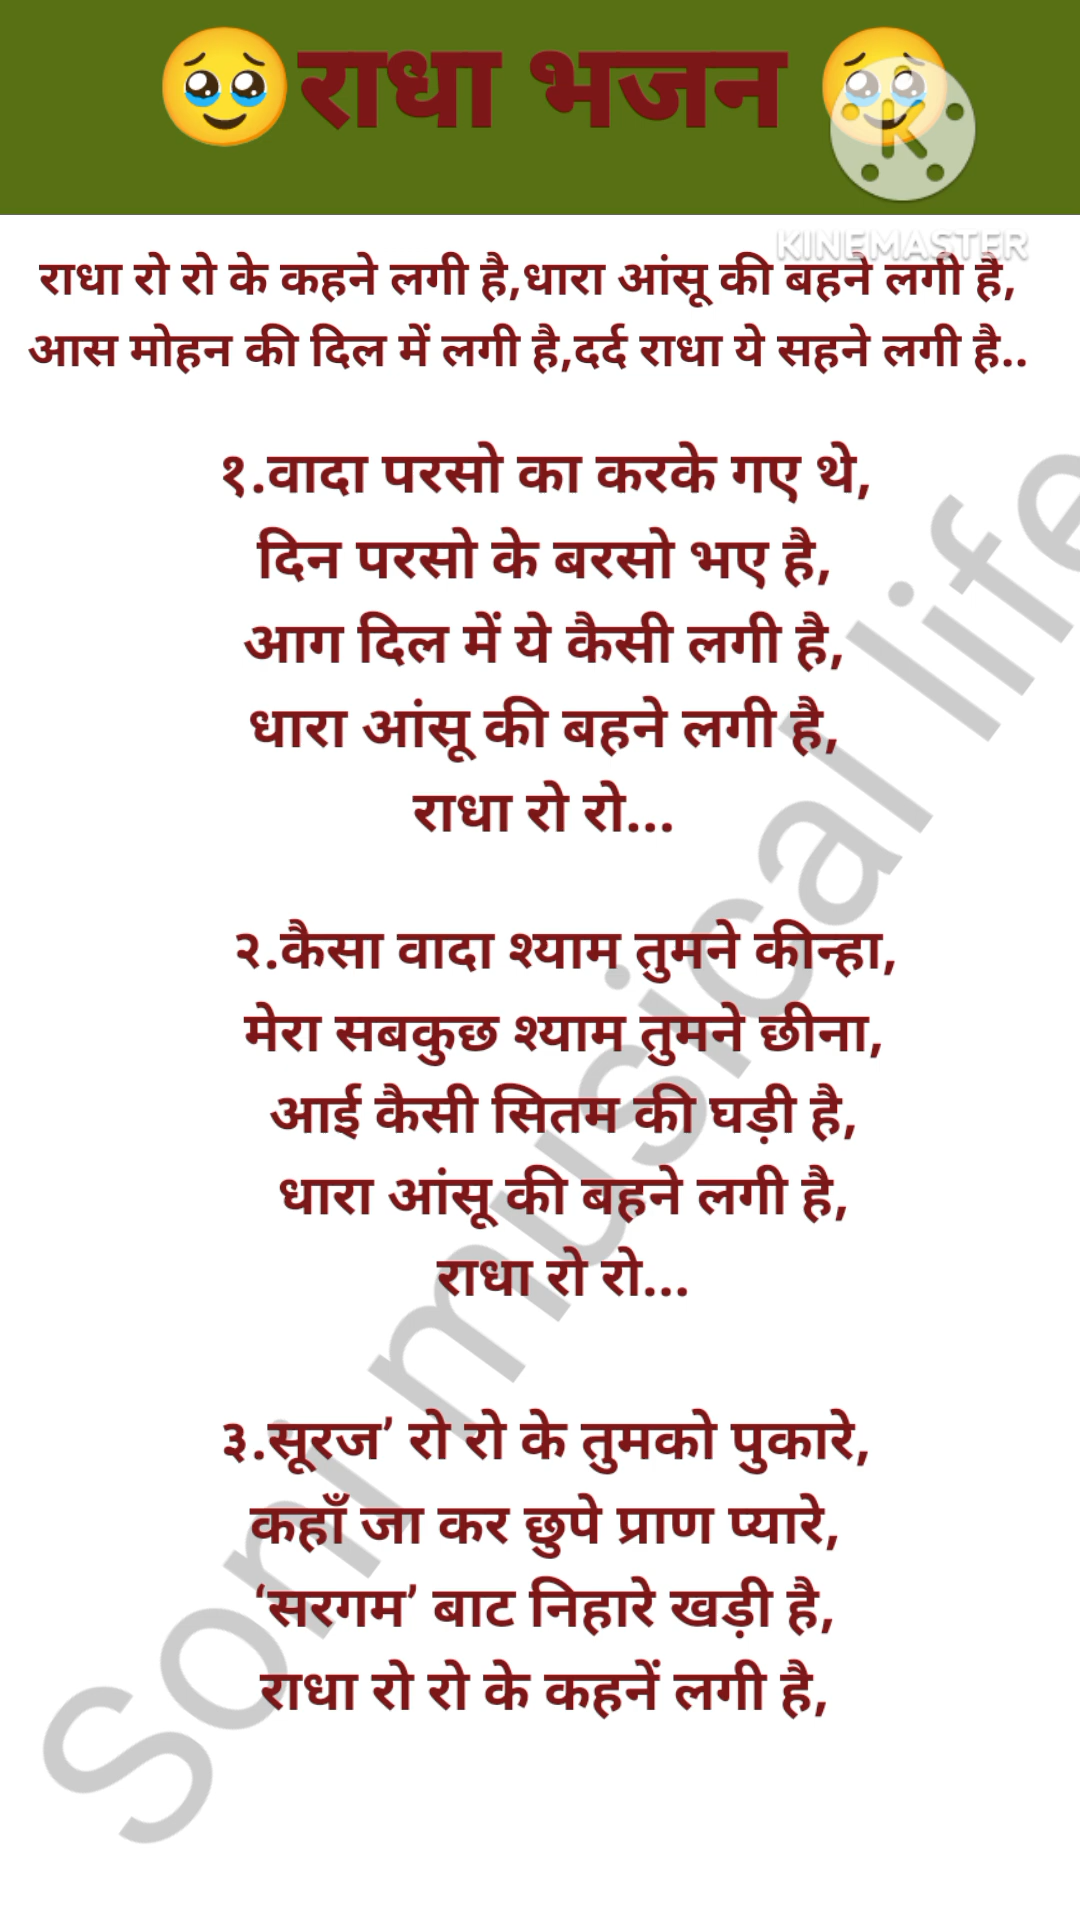 🥹राधा भजन 🥹
KINEMASTER
राधा रो रो के कहने लगी है,धारा आंसू की बहने लगी है,
आस मोहन की दिल में लगी है,दर्द राधा ये सहने लगी है..
१.वादा परसो का करके गए थे,
दिन परसो के बरसो भए है,
आग दिल में ये कैसी लगी है,
धारा आंसू की बहने लगी है,
राधा रो रो...
२.कैसा वादा श्याम तुमने कीन्हा,
मेरा सबकुछ श्याम तुमने छीना,
आई कैसी सितम की घड़ी है,
धारा आंसू की बहने लगी है,
राधा रो रो...
३.सूरज’ रो रो के तुमको पुकारे,
कहाँ जा कर छुपे प्राण प्यारे,
‘सरगम’ बाट निहारे खड़ी है,
राधा रो रो के कहनें लगी है,
Soni musical life